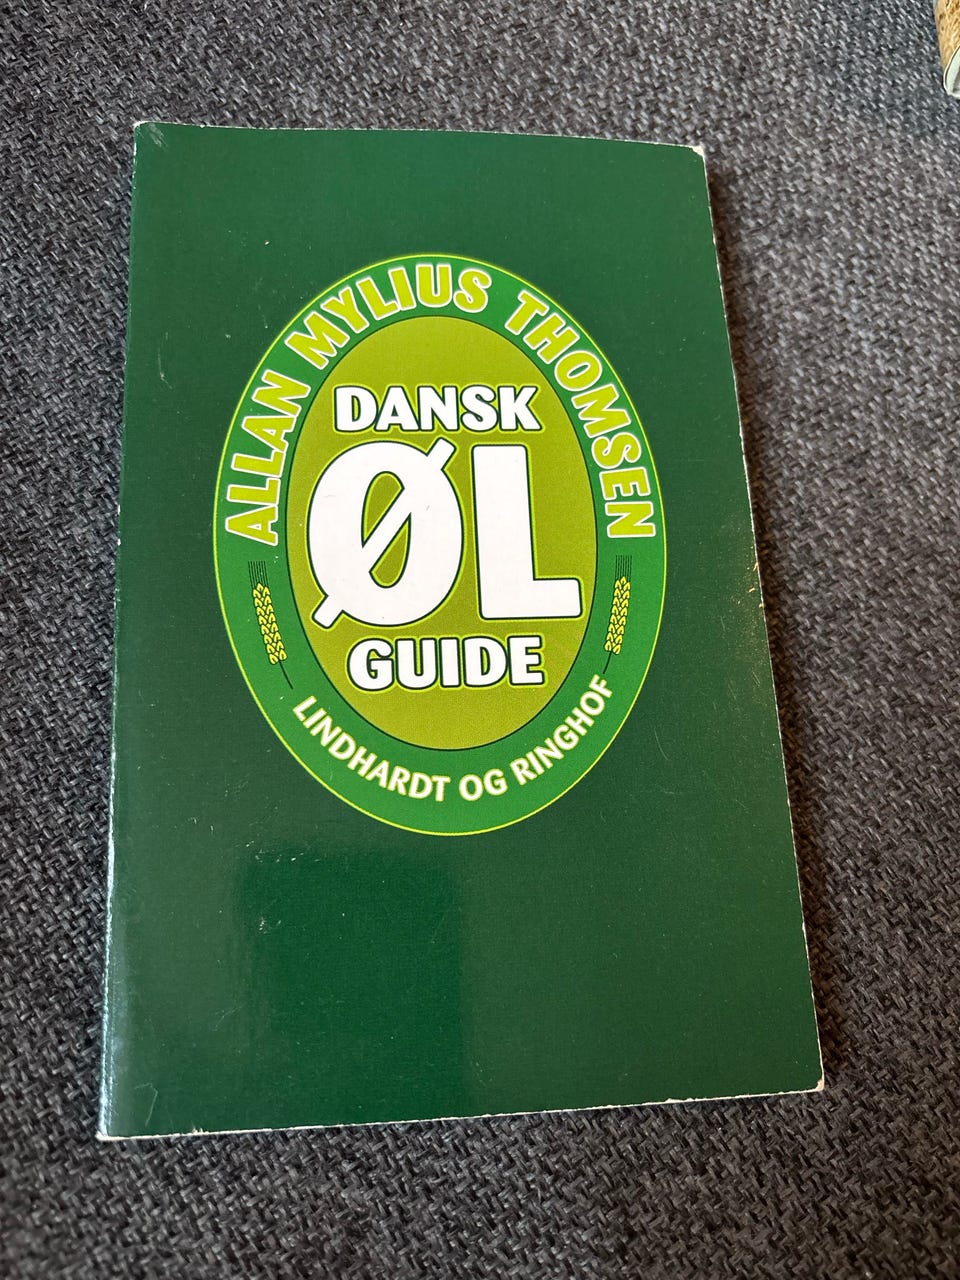 ALLAN MYLIUS THOMSEN
DANSK
ØL
GUIDE
LINDHARDT OG RINGHOF